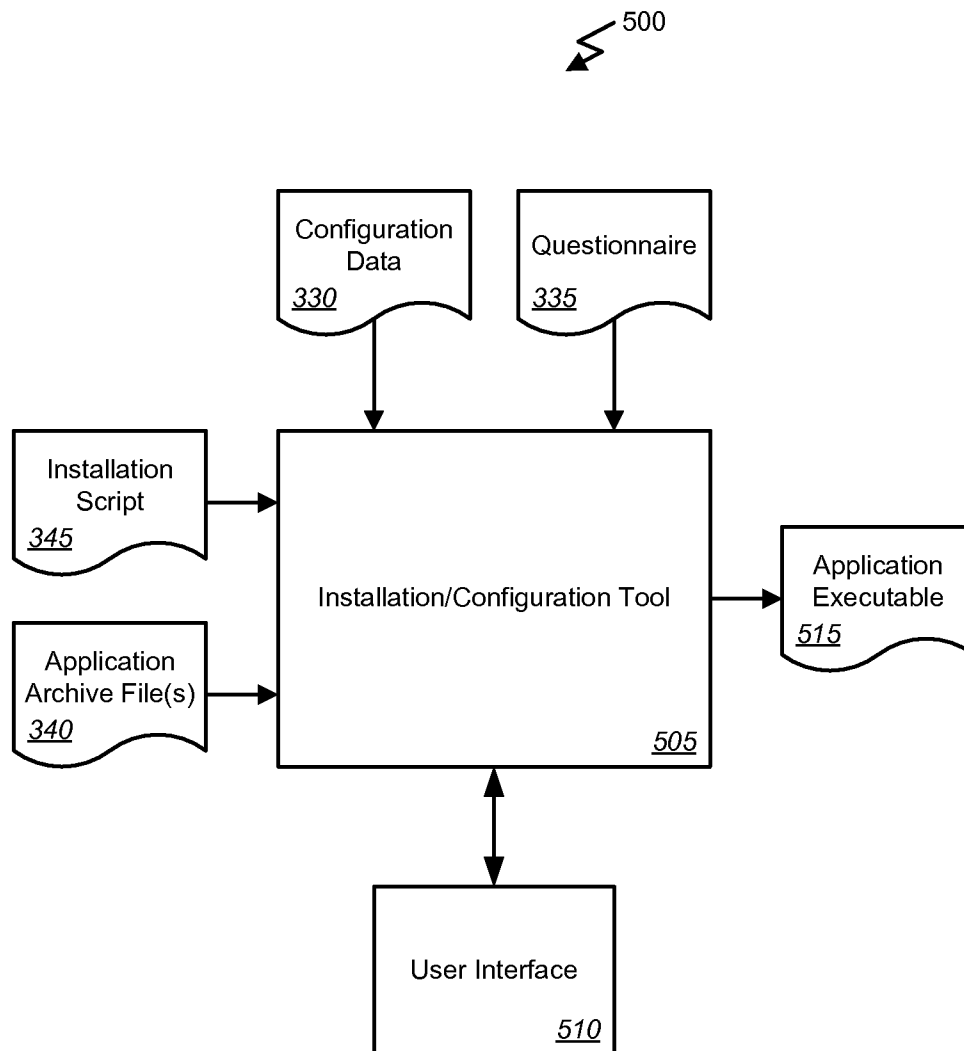 500
Configuration
Data
330
Questionnaire
335
Installation
Script
345
Installation/Configuration Tool
505
Application
Executable
515
Application
Archive File(s)
340
User Interface
510